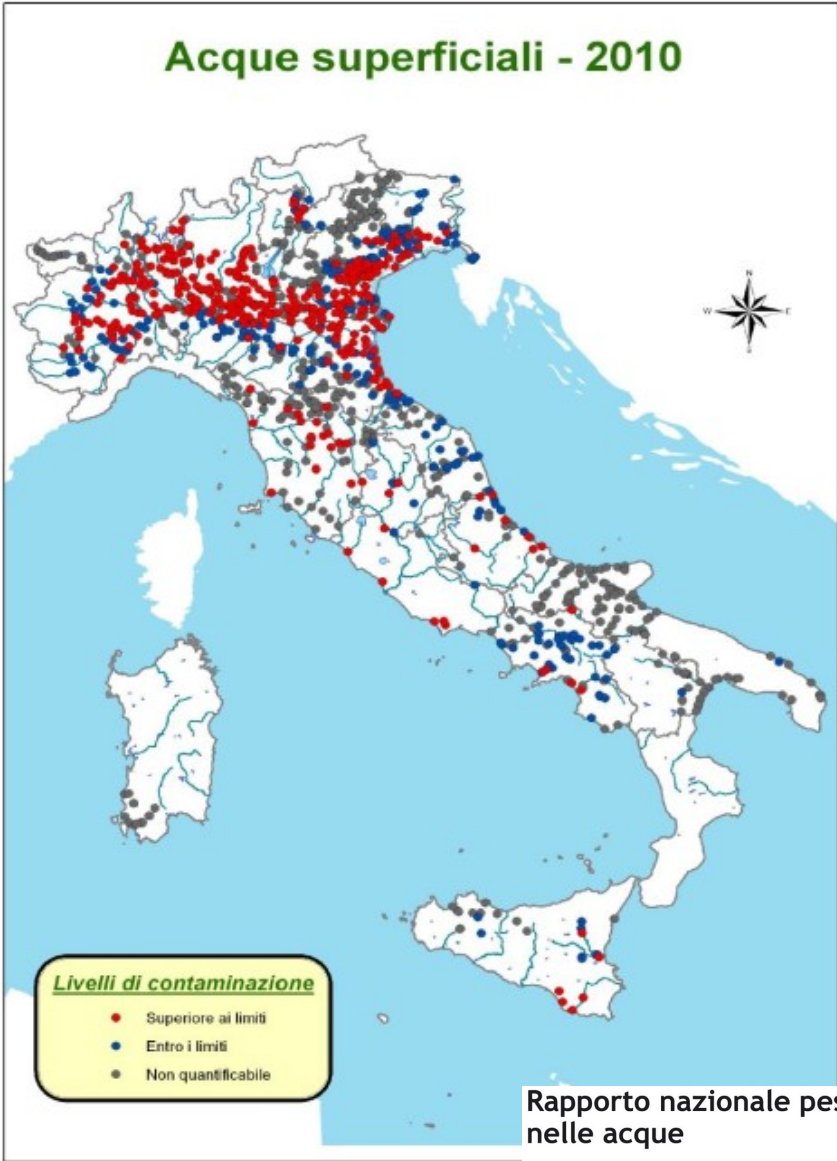 Acque superficiali - 2010
N
W
E
S
Livelli di contaminazione
Superiore ai limiti
Entro i limiti
Non quantificabile
Rapporto nazionale pes
nelle acque